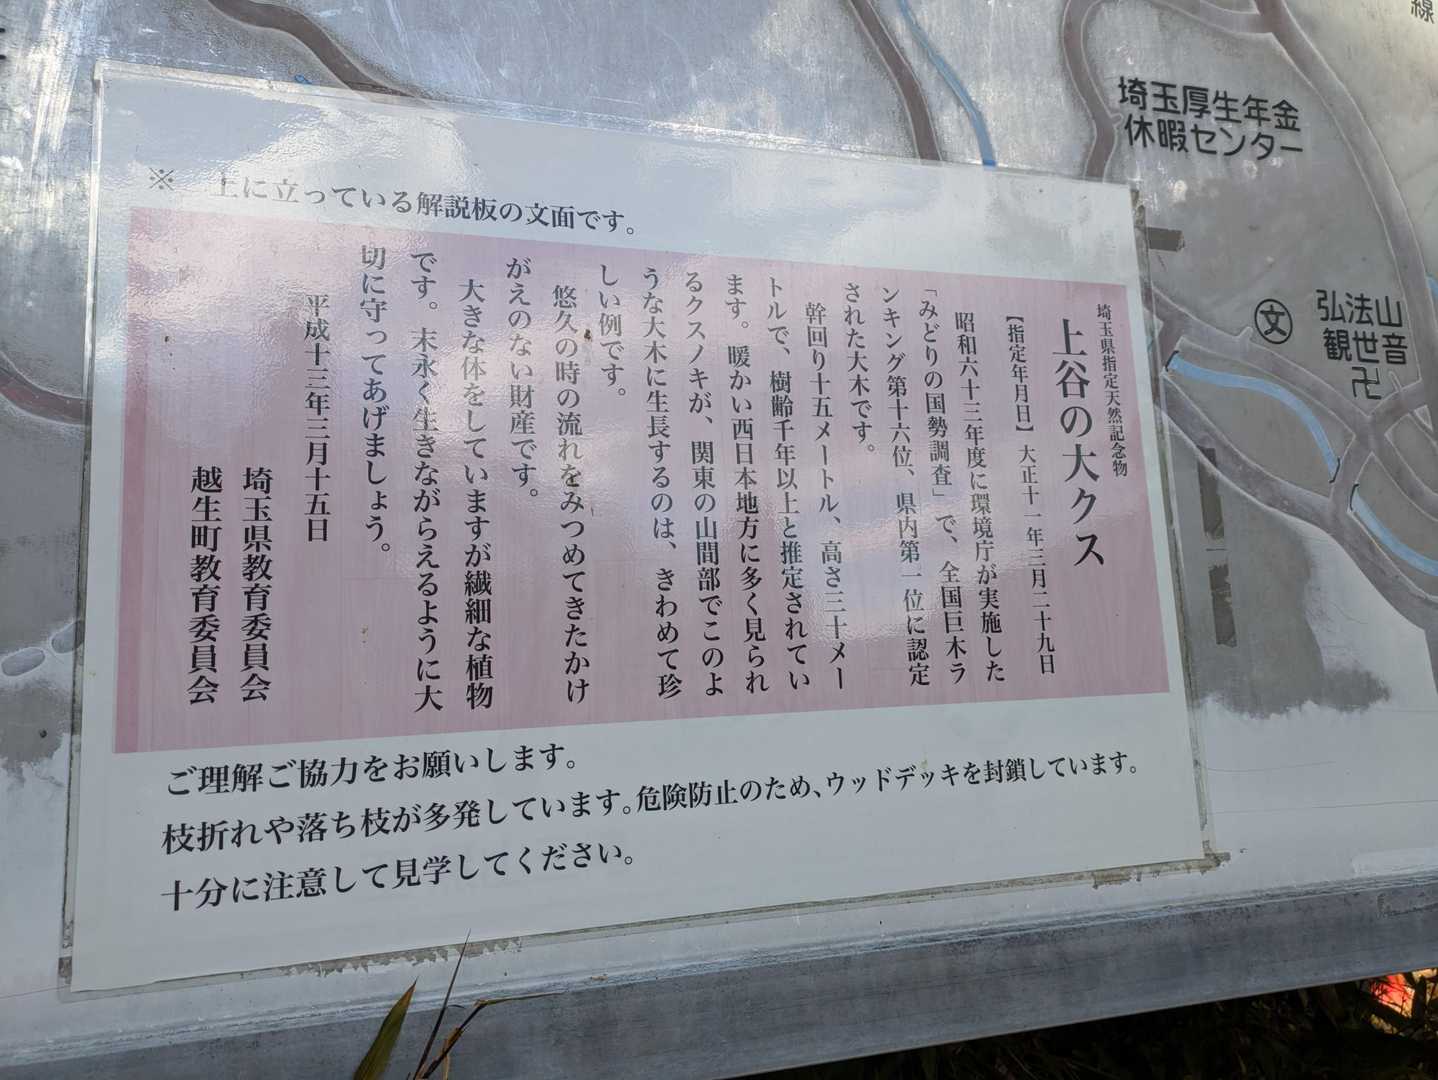 ※　上に立っている解説板の文面です。
埼玉県指定天然記念物
上谷の大クス
【指定年月日】　大正十一年三月二十九日
昭和六十三年度に環境庁が実施した
「みどりの国勢調査」で、全国巨木ラ
ンキング第十六位、県内第一位に認定
された大木です。
幹回り十五メートル、高さ三十メー
トルで、樹齢千年以上と推定されてい
ます。暖かい西日本地方に多く見られ
るクスノキが、関東の山間部でこのよ
うな大木に生長するのは、きわめて珍
しい例です。
悠久の時の流れをみつめてきたかけ
がえのない財産です。
大きな体をしていますが繊細な植物
です。末永く生きながらえるように大
切に守ってあげましょう。
平成十三年三月十五日
埼玉県教育委員会
越生町教育委員会
ご理解ご協力をお願いします。
枝折れや落ち枝が多発しています。危険防止のため、ウッドデッキを封鎖しています。
十分に注意して見学してください。
線
埼玉厚生年金
休暇センター
文
弘法山
観世音
卍